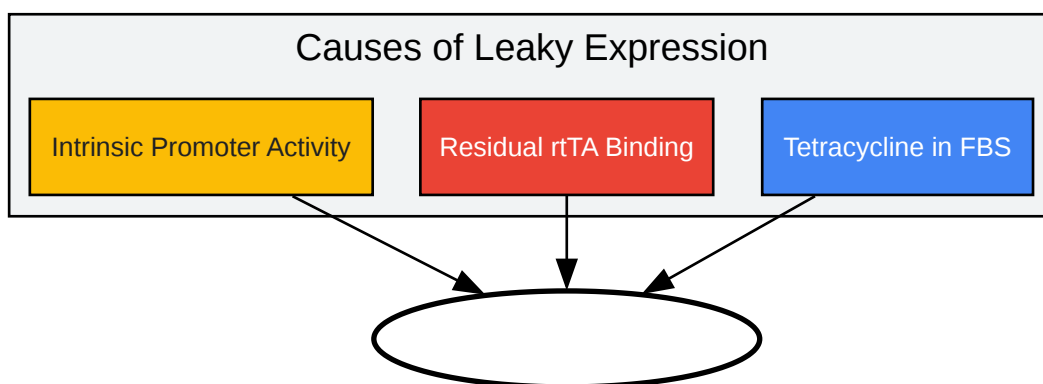 Causes of Leaky Expression
Intrinsic Promoter Activity
Residual rtTA Binding
Tetracycline in FBS